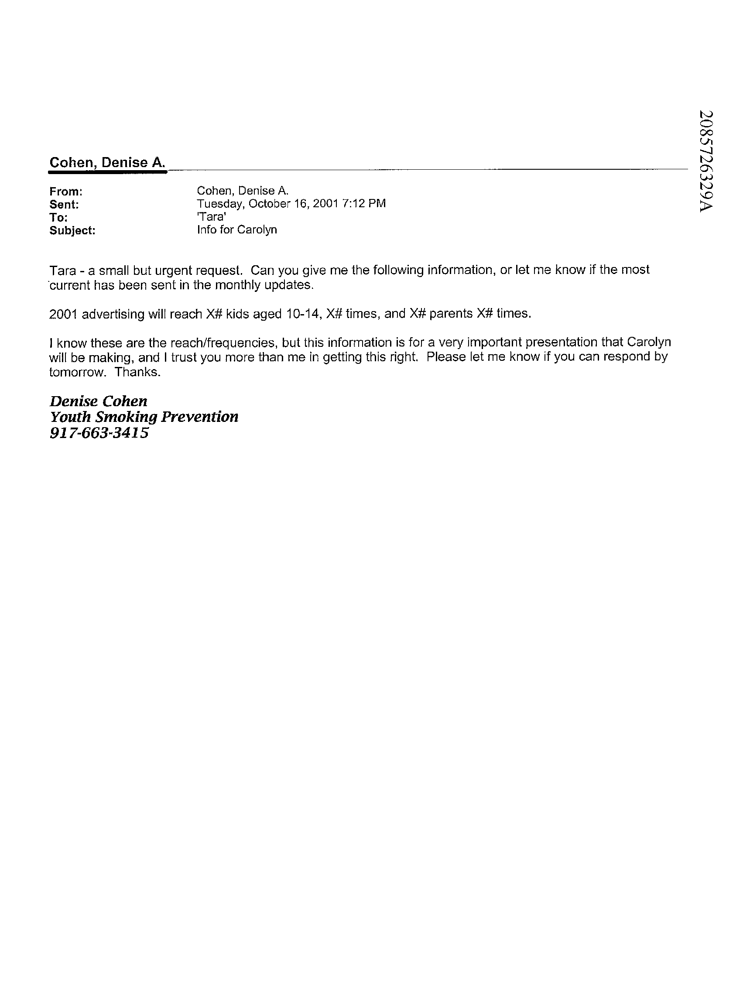 2085726329A
Cohen, Denise A.
From: Cohen, Denise A.
Sent: Tuesday, October 16, 2001 7:12 PM
To: 'Tara'
Subject: Info for Carolyn
Tara - a small but urgent request. Can you give me the following information, or let me know if the most
current has been sent in the monthly updates.
2001 advertising will reach X# kids aged 10-14, X# times, and X# parents X# times.
I know these are the reach/frequencies, but this information is for a very important presentation that Carolyn
will be making, and I trust you more than me in getting this right. Please let me know if you can respond by
tomorrow. Thanks.
Denise Cohen
Youth Smoking Prevention
917-663-3415